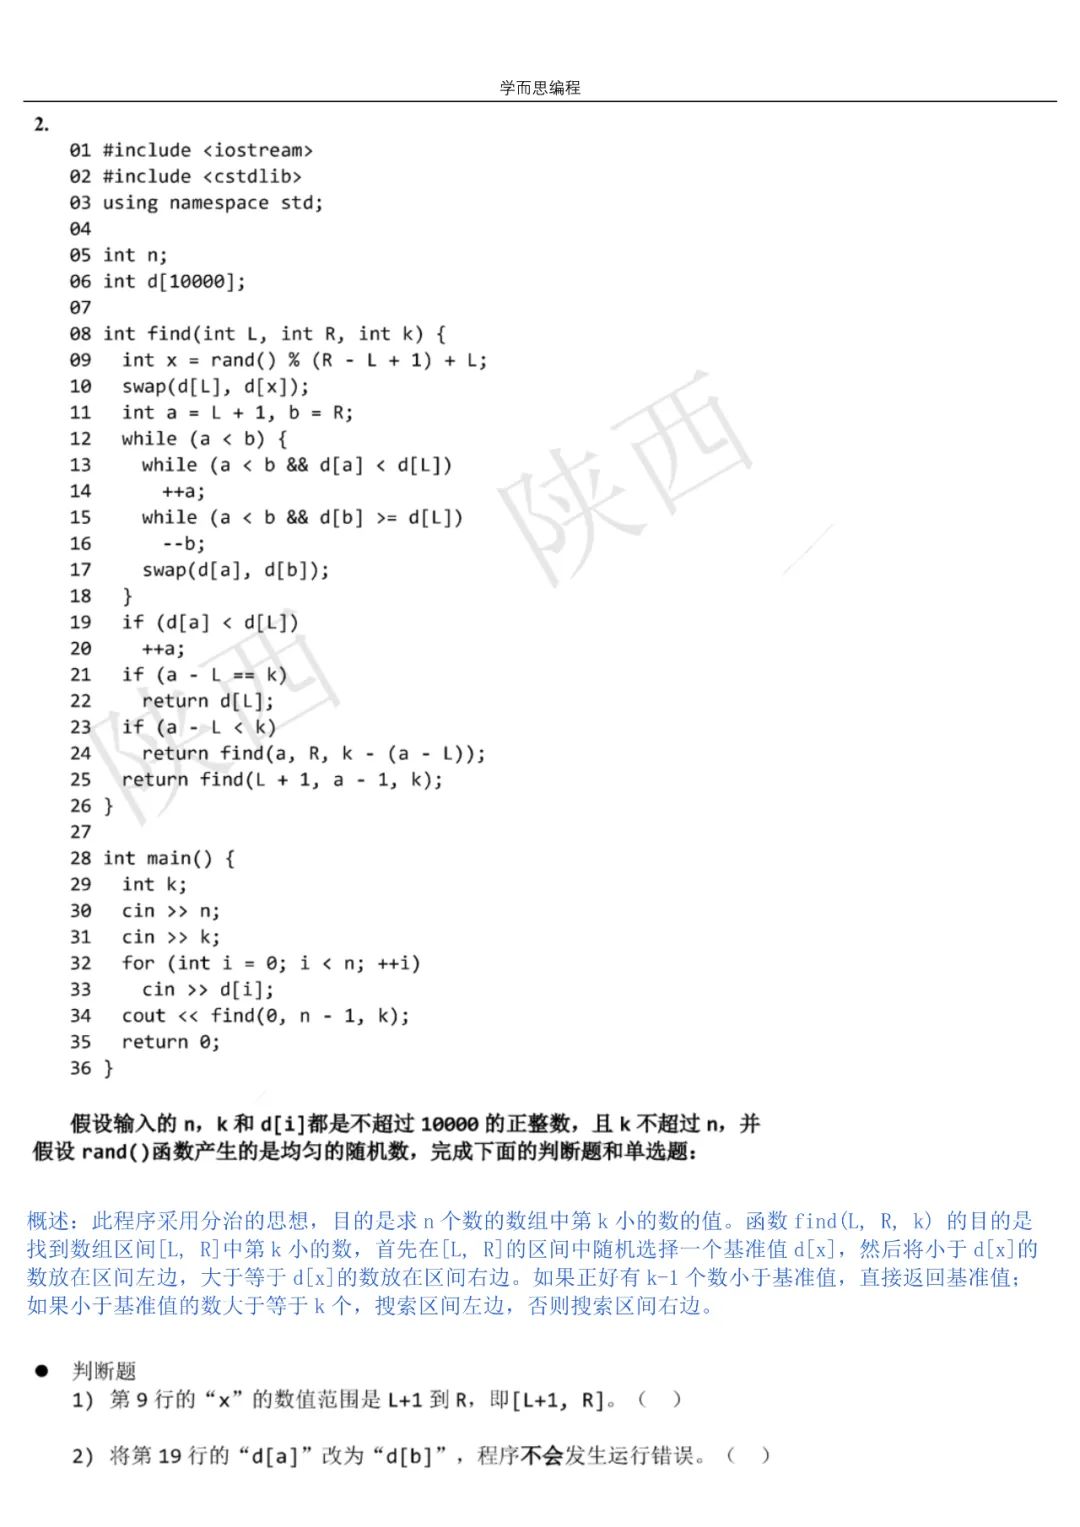 学而思编程
2.
01 #include <iostream>
02 #include <cstdlib>
03 using namespace std;
04
05 int n;
06 int d[10000];
07
08 int find(int L, int R, int k) {
09   int x = rand() % (R - L + 1) + L;
10   swap(d[L], d[x]);
11   int a = L + 1, b = R;
12   while (a < b) {
13     while (a < b && d[a] < d[L])
14       ++a;
15     while (a < b && d[b] >= d[L])
16       --b;
17     swap(d[a], d[b]);
18   }
19   if (d[a] < d[L])
20     ++a;
21   if (a - L == k)
22     return d[L];
23   if (a - L < k)
24     return find(a, R, k - (a - L));
25   return find(L + 1, a - 1, k);
26 }
27
28 int main() {
29   int k;
30   cin >> n;
31   cin >> k;
32   for (int i = 0; i < n; ++i)
33     cin >> d[i];
34   cout << find(0, n - 1, k);
35   return 0;
36 }
陕西
陕西
假设输入的 n，k 和 d[i]都是不超过 10000 的正整数，且 k 不超过 n，并
假设 rand()函数产生的是均匀的随机数，完成下面的判断题和单选题：
概述：此程序采用分治的思想，目的是求 n 个数的数组中第 k 小的数的值。函数 find(L, R, k) 的目的是
找到数组区间[L, R]中第 k 小的数，首先在[L, R]的区间中随机选择一个基准值 d[x]，然后将小于 d[x]的
数放在区间左边，大于等于 d[x]的数放在区间右边。如果正好有 k-1 个数小于基准值，直接返回基准值；
如果小于基准值的数大于等于 k 个，搜索区间左边，否则搜索区间右边。
● 判断题
1) 第 9 行的“x”的数值范围是 L+1 到 R，即[L+1, R]。（ ）
2) 将第 19 行的“d[a]”改为“d[b]”，程序不会发生运行错误。（ ）